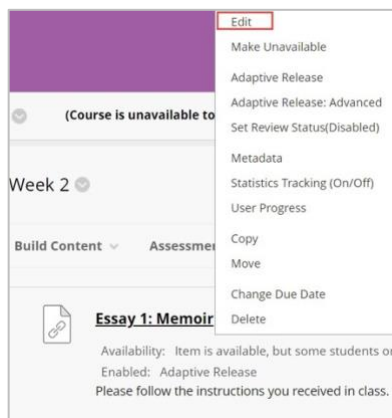 Edit
Make Unavailable
Adaptive Release
Adaptive Release: Advanced
(Course is unavailable to
Set Review Status(Disabled)
Metadata
Week 2
Statistics Tracking (On/Off)
User Progress
Copy
Build Content
Move
Change Due Date
Essay 1: Memoir
Delete
Availability: Item is available, but some students
Enabled: Adaptive Release
Please follow the instructions you received in class.